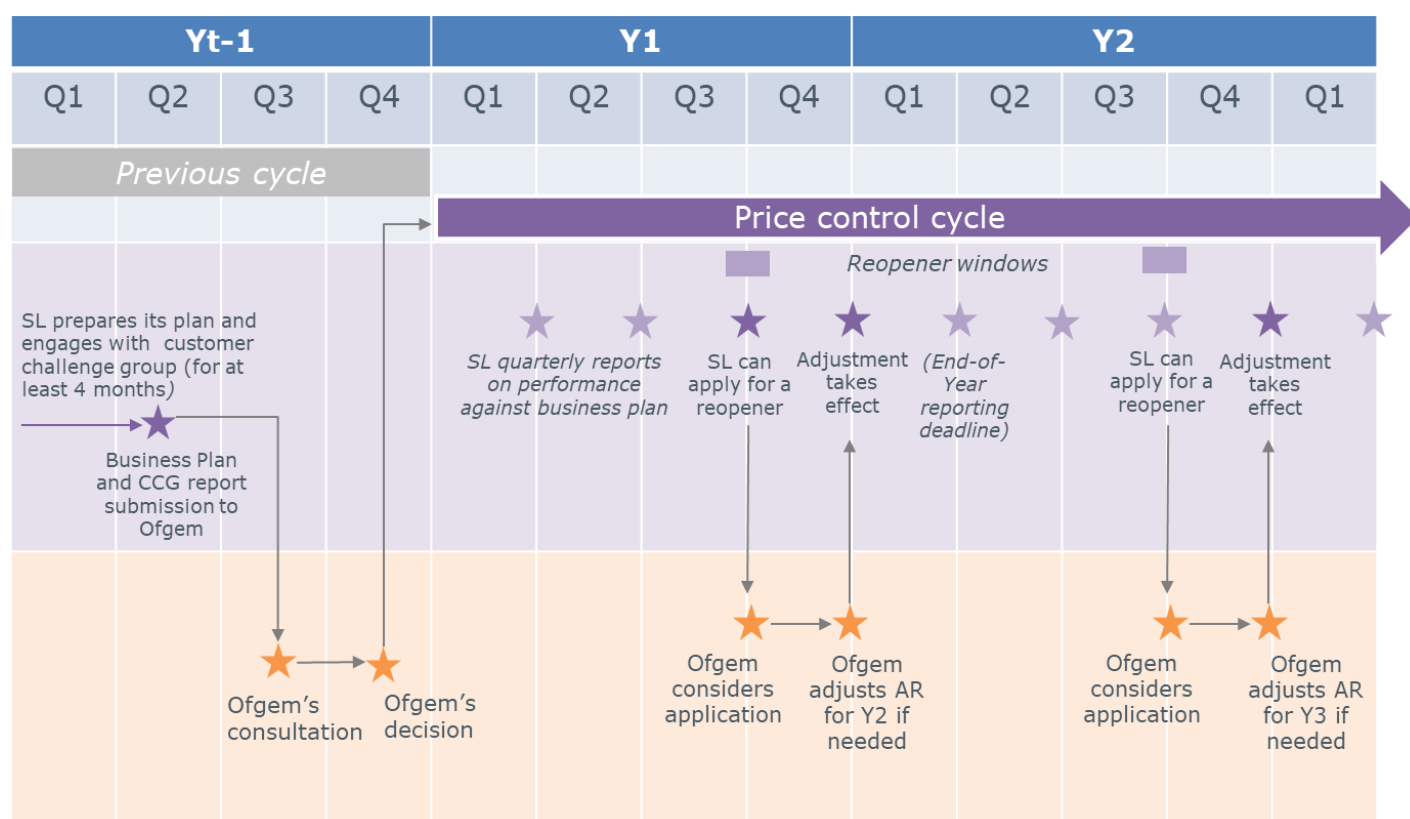 Yt-1 Y1 Y2
Q1 Q2 Q3 Q4 Q1 Q2 Q3 Q4 Q1 Q2 Q3 Q4 Q1
Previous cycle
Price control cycle
Reopener windows
SL prepares its plan and
engages with customer
challenge group (for at
least 4 months)
Business Plan
and CCG report
submission to
Ofgem
SL quarterly reports
on performance
against business plan
SL can
apply for a
reopener
Adjustment
takes
effect
(End-of-
Year
reporting
deadline)
SL can
apply for a
reopener
Adjustment
takes
effect
Ofgem's
consultation
Ofgem's
decision
Ofgem
considers
application
Ofgem
adjusts AR
for Y2 if
needed
Ofgem
considers
application
Ofgem
adjusts AR
for Y3 if
needed